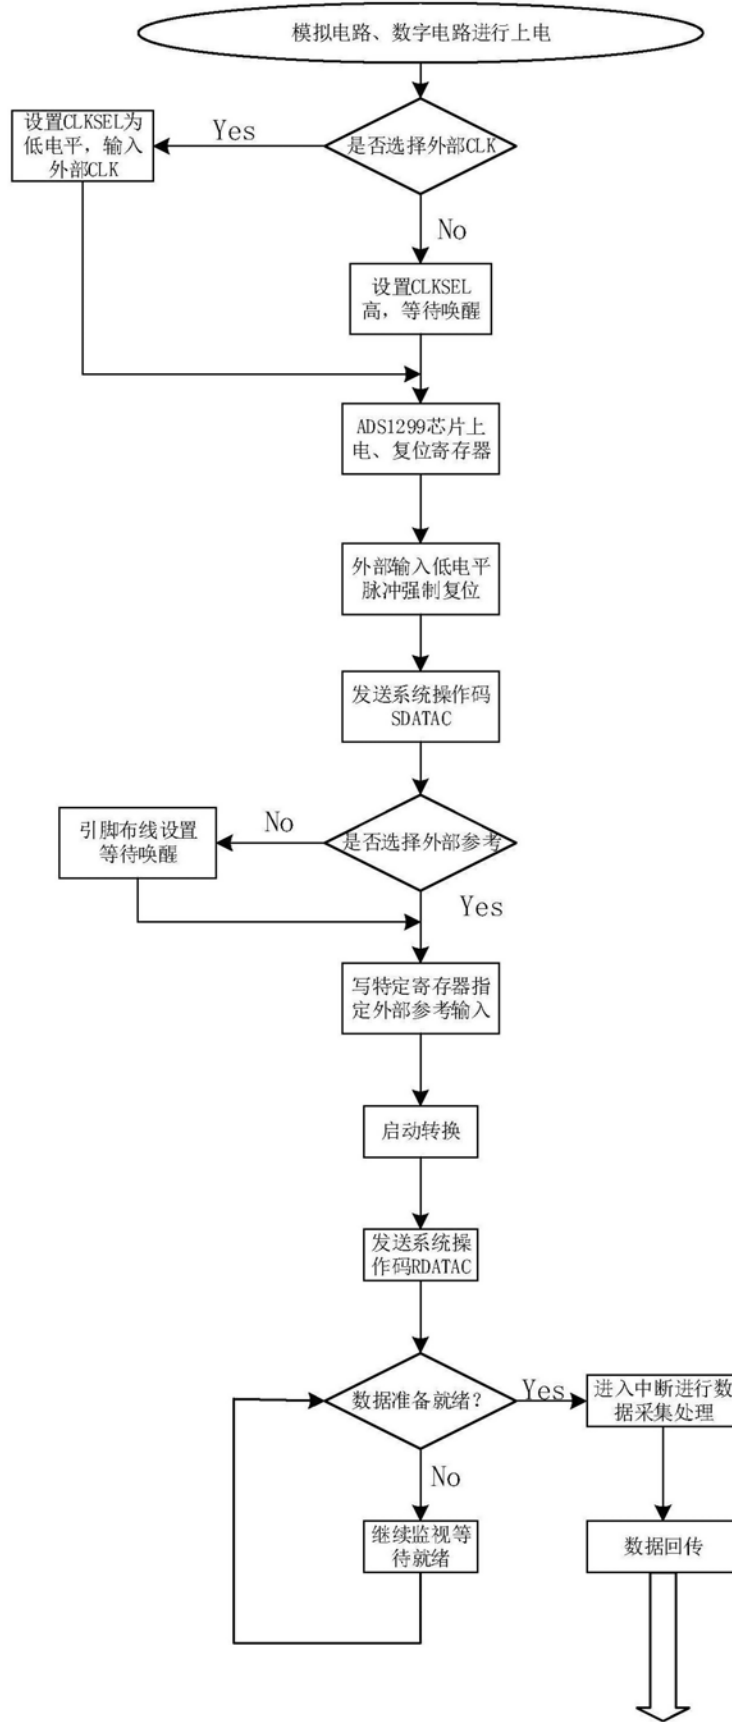 模拟电路、数字电路进行上电
是否选择外部CLK
Yes
设置CLKSEL为
低电平，输入
外部CLK
No
设置CLKSEL
高，等待唤醒
ADS1299芯片上
电、复位寄存器
外部输入低电平
脉冲强制复位
发送系统操作码
SDATAC
是否选择外部参考
No
引脚布线设置
等待唤醒
Yes
写特定寄存器指
定外部参考输入
启动转换
发送系统操
作码RDATAC
数据准备就绪?
Yes
进入中断进行数
据采集处理
No
继续监视等
待就绪
数据回传